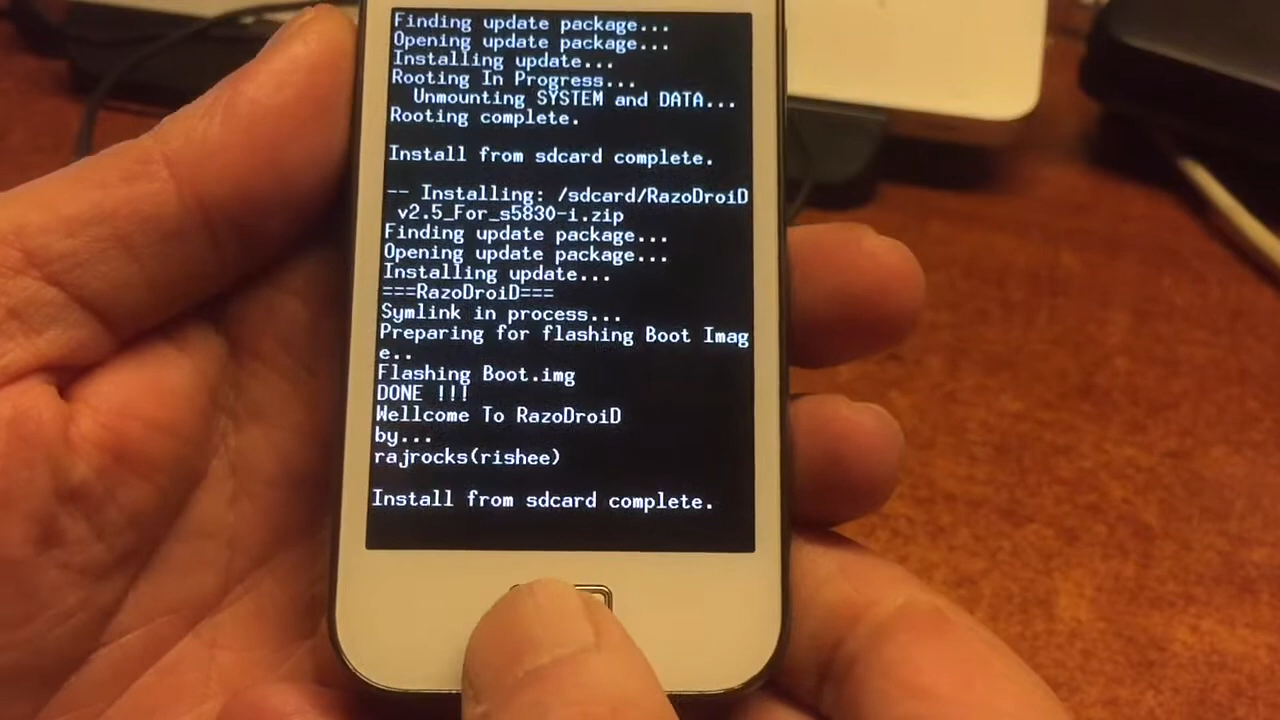 Finding update package...
Opening update package...
Installing update...
Rooting In Progress...
Unmounting SYSTEM and DATA...
Rooting complete.
Install from sdcard complete.
-- Installing: /sdcard/RazoDroiD
v2.5_For_s5830-i.zip
Finding update package...
Opening update package...
Installing update...
===RazoDroiD===
Symlink in process...
Preparing for flashing Boot Imag
e..
Flashing Boot.img
DONE !!!
Wellcome To RazoDroiD
by...
rajrocks(rishee)
Install from sdcard complete.